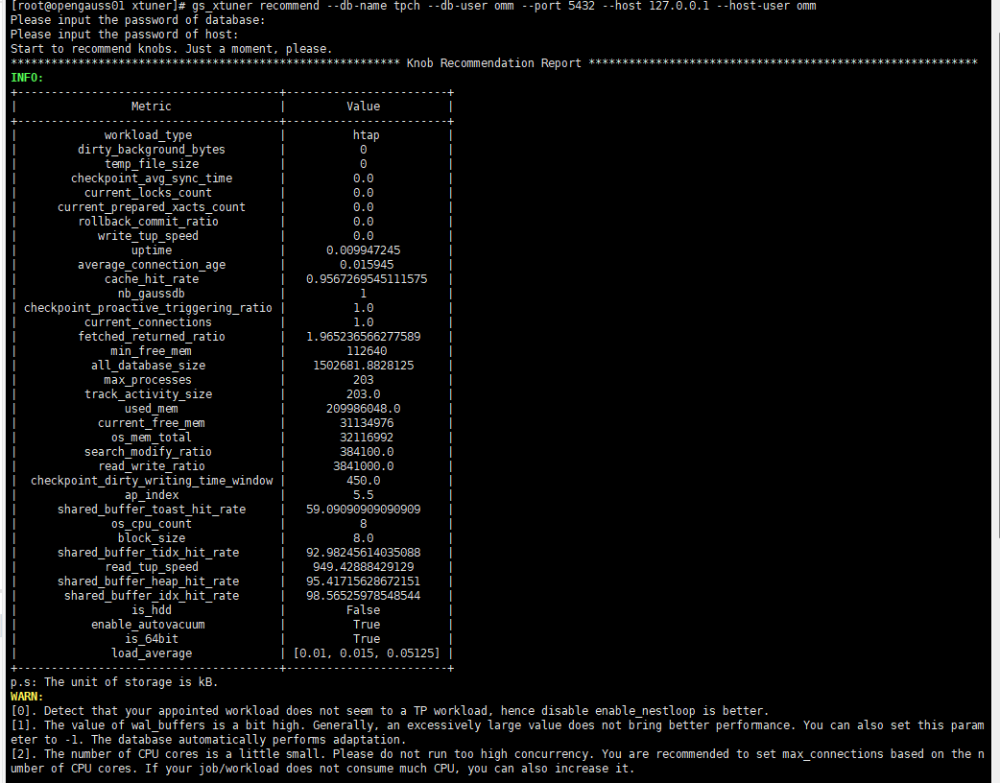 [root@opengauss01 xtuner]# gs_xtuner recommend --db-name tpch --db-user omm --port 5432 --host 127.0.0.1 --host-user omm
Please input the password of database:
Please input the password of host:
Start to recommend knobs. Just a moment, please.
********************************************************** Knob Recommendation Report **********************************************************
INFO:
+---------------------------------------+------------------------+
| Metric | Value |
+---------------------------------------+------------------------+
| workload_type | htap |
| dirty_background_bytes | 0 |
| temp_file_size | 0 |
| checkpoint_avg_sync_time | 0.0 |
| current_locks_count | 0.0 |
| current_prepared_xacts_count | 0.0 |
| rollback_commit_ratio | 0.0 |
| write_tup_speed | 0.0 |
| uptime | 0.009947245 |
| average_connection_age | 0.015945 |
| cache_hit_rate | 0.9567269545111575 |
| nb_gaussdb | 1 |
| checkpoint_proactive_triggering_ratio | 1.0 |
| current_connections | 1.0 |
| fetched_returned_ratio | 1.965236566277589 |
| min_free_mem | 112640 |
| all_database_size | 1502681.8828125 |
| max_processes | 203 |
| track_activity_size | 203.0 |
| used_mem | 209986048.0 |
| current_free_mem | 31134976 |
| os_mem_total | 32116992 |
| search_modify_ratio | 384100.0 |
| read_write_ratio | 3841000.0 |
| checkpoint_dirty_writing_time_window | 450.0 |
| ap_index | 5.5 |
| shared_buffer_toast_hit_rate | 59.09090909090909 |
| os_cpu_count | 8 |
| block_size | 8.0 |
| shared_buffer_tidx_hit_rate | 92.98245614035088 |
| read_tup_speed | 949.42888429129 |
| shared_buffer_heap_hit_rate | 95.41715628672151 |
| shared_buffer_idx_hit_rate | 98.56525978548544 |
| is_hdd | False |
| enable_autovacuum | True |
| is_64bit | True |
| load_average | [0.01, 0.015, 0.05125] |
+---------------------------------------+------------------------+
p.s: The unit of storage is kB.
WARN:
[0]. Detect that your appointed workload does not seem to a TP workload, hence disable enable_nestloop is better.
[1]. The value of wal_buffers is a bit high. Generally, an excessively large value does not bring better performance. You can also set this param
eter to -1. The database automatically performs adaptation.
[2]. The number of CPU cores is a little small. Please do not run too high concurrency. You are recommended to set max_connections based on the n
umber of CPU cores. If your job/workload does not consume much CPU, you can also increase it.